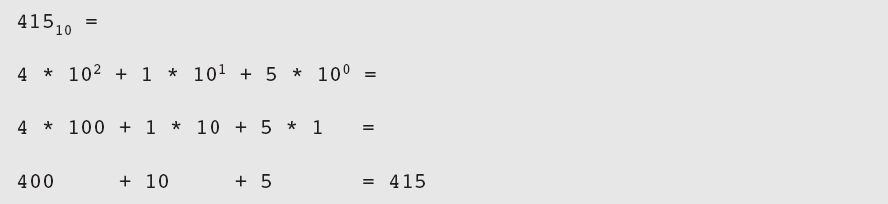 415₁₀ =
4 * 10² + 1 * 10¹ + 5 * 10⁰ =
4 * 100 + 1 * 10 + 5 * 1   =
400     + 10     + 5       = 415